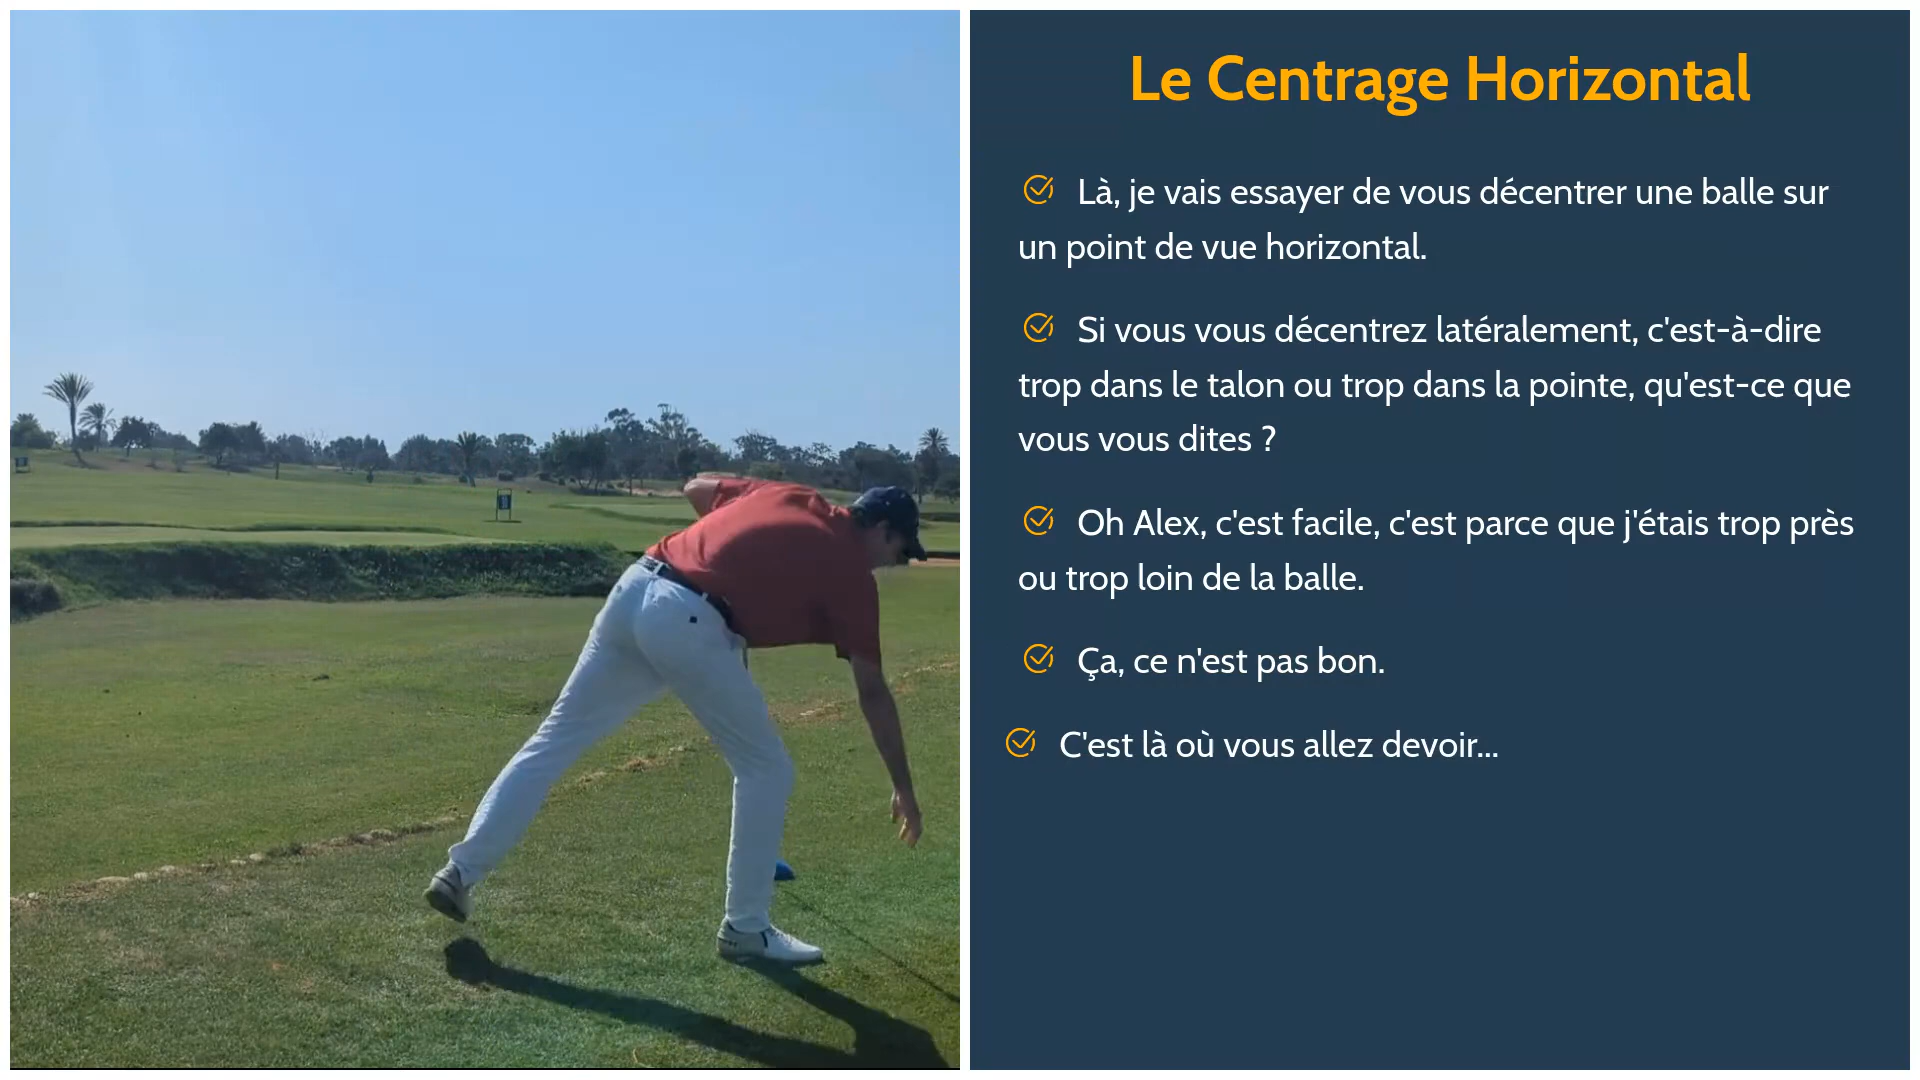 Le Centrage Horizontal
Là, je vais essayer de vous décentrer une balle sur
un point de vue horizontal.
Si vous vous décentrez latéralement, c'est-à-dire
trop dans le talon ou trop dans la pointe, qu'est-ce que
vous vous dites ?
Oh Alex, c'est facile, c'est parce que j'étais trop près
ou trop loin de la balle.
Ça, ce n'est pas bon.
C'est là où vous allez devoir...